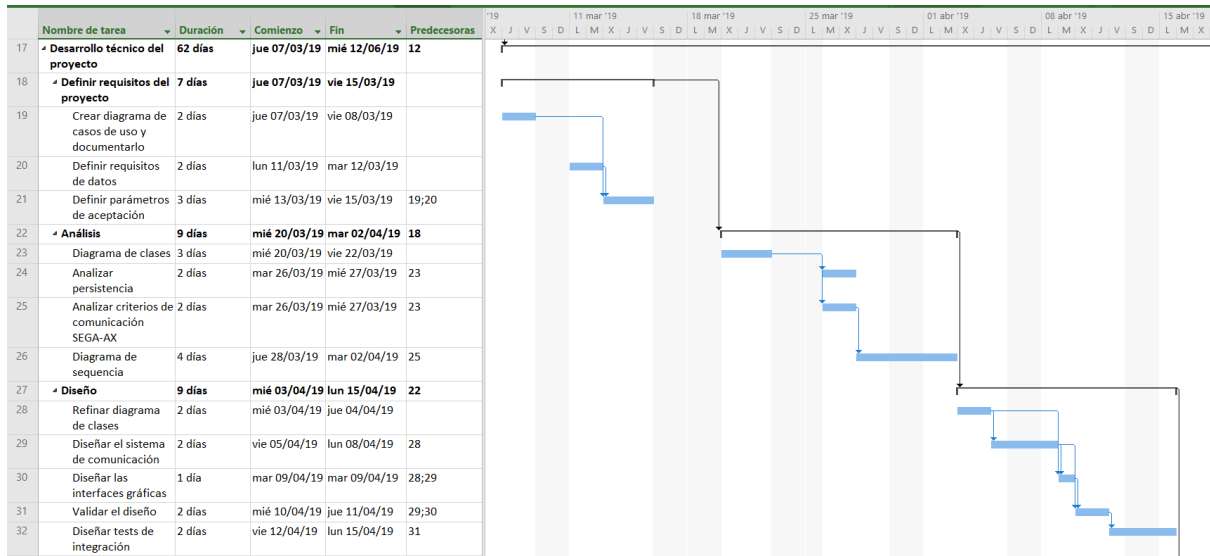 '19 11 mar '19 18 mar '19 25 mar '19 01 abr '19 08 abr '19 15 abr '19
Nombre de tarea Duración Comienzo Fin Predecesoras X J V S D L M X J V S D L M X J V S D L M X J V S D L M X J V S D L M X J V S D L M X
17 Desarrollo técnico del 62 días jue 07/03/19 mié 12/06/19 12
proyecto
18 Definir requisitos del 7 días jue 07/03/19 vie 15/03/19
proyecto
19 Crear diagrama de 2 días jue 07/03/19 vie 08/03/19
casos de uso y
documentarlo
20 Definir requisitos 2 días lun 11/03/19 mar 12/03/19
de datos
21 Definir parámetros 3 días mié 13/03/19 vie 15/03/19 19;20
de aceptación
22 Análisis 9 días mié 20/03/19 mar 02/04/19 18
23 Diagrama de clases 3 días mié 20/03/19 vie 22/03/19
24 Analizar 2 días mar 26/03/19 mié 27/03/19 23
persistencia
25 Analizar criterios de 2 días mar 26/03/19 mié 27/03/19 23
comunicación
SEGA-AX
26 Diagrama de 4 días jue 28/03/19 mar 02/04/19 25
sequencia
27 Diseño 9 días mié 03/04/19 lun 15/04/19 22
28 Refinar diagrama 2 días mié 03/04/19 jue 04/04/19
de clases
29 Diseñar el sistema 2 días vie 05/04/19 lun 08/04/19 28
de comunicación
30 Diseñar las 1 día mar 09/04/19 mar 09/04/19 28;29
interfaces gráficas
31 Validar el diseño 2 días mié 10/04/19 jue 11/04/19 29;30
32 Diseñar tests de 2 días vie 12/04/19 lun 15/04/19 31
integración